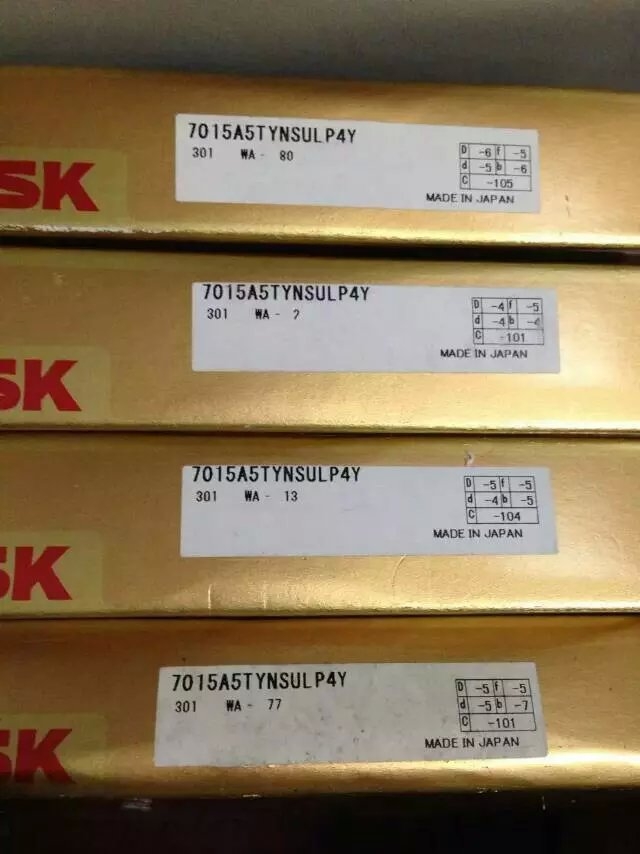 SK
7015A5TYNSULP4Y
301 WA - 80
D -6 f -5
d -5 b -6
C -105
MADE IN JAPAN
SK
7015A5TYNSULP4Y
301 WA - 2
D -4 f -5
d -4 b -4
C -101
MADE IN JAPAN
SK
7015A5TYNSULP4Y
301 WA - 13
D -5 f -5
d -4 b -5
C -104
MADE IN JAPAN
SK
7015A5TYNSULP4Y
301 WA - 77
D -5 f -5
d -5 b -7
C -101
MADE IN JAPAN